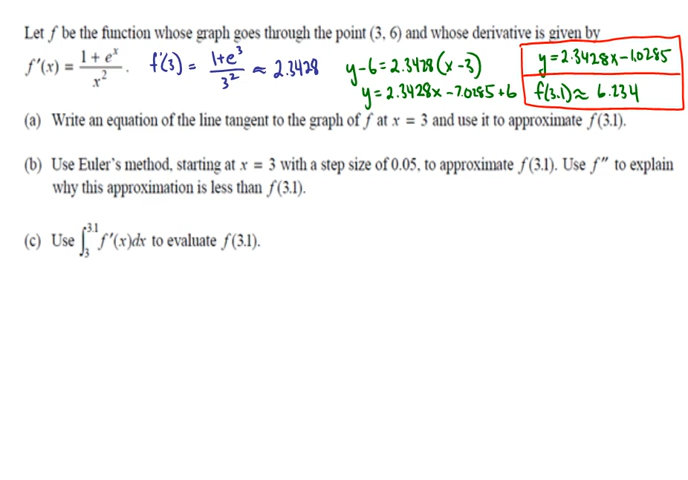 Let f be the function whose graph goes through the point (3, 6) and whose derivative is given by
f'(x) = (1 + e^x)/x^2 . f'(3) = (1+e^3)/3^2 ≈ 2.3428 y-6=2.3428(x-3) y=2.3428x-1.0285
y=2.3428x-7.0285+6 f(3.1)≈ 6.234
(a) Write an equation of the line tangent to the graph of f at x = 3 and use it to approximate f(3.1).
(b) Use Euler's method, starting at x = 3 with a step size of 0.05, to approximate f(3.1). Use f″ to explain
why this approximation is less than f(3.1).
(c) Use ∫_3^3.1 f'(x)dx to evaluate f(3.1).